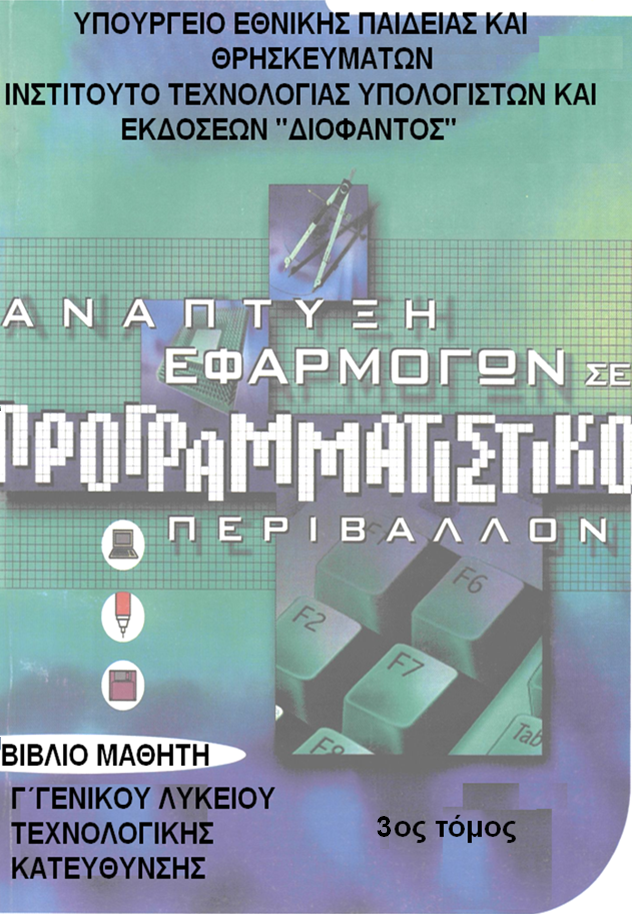 ΥΠΟΥΡΓΕΙΟ ΕΘΝΙΚΗΣ ΠΑΙΔΕΙΑΣ ΚΑΙ
ΘΡΗΣΚΕΥΜΑΤΩΝ
ΙΝΣΤΙΤΟΥΤΟ ΤΕΧΝΟΛΟΓΙΑΣ ΥΠΟΛΟΓΙΣΤΩΝ ΚΑΙ
ΕΚΔΟΣΕΩΝ "ΔΙΟΦΑΝΤΟΣ"
ΑΝΑΠΤΥΞΗ
ΕΦΑΡΜΟΓΩΝ ΣΕ
ΠΡΟΓΡΑΜΜΑΤΙΣΤΙΚΟ
ΠΕΡΙΒΑΛΛΟΝ
F6
F2
F7
F8
Tab
ΒΙΒΛΙΟ ΜΑΘΗΤΗ
Γ΄ΓΕΝΙΚΟΥ ΛΥΚΕΙΟΥ
ΤΕΧΝΟΛΟΓΙΚΗΣ
ΚΑΤΕΥΘΥΝΣΗΣ
3ος τόμος